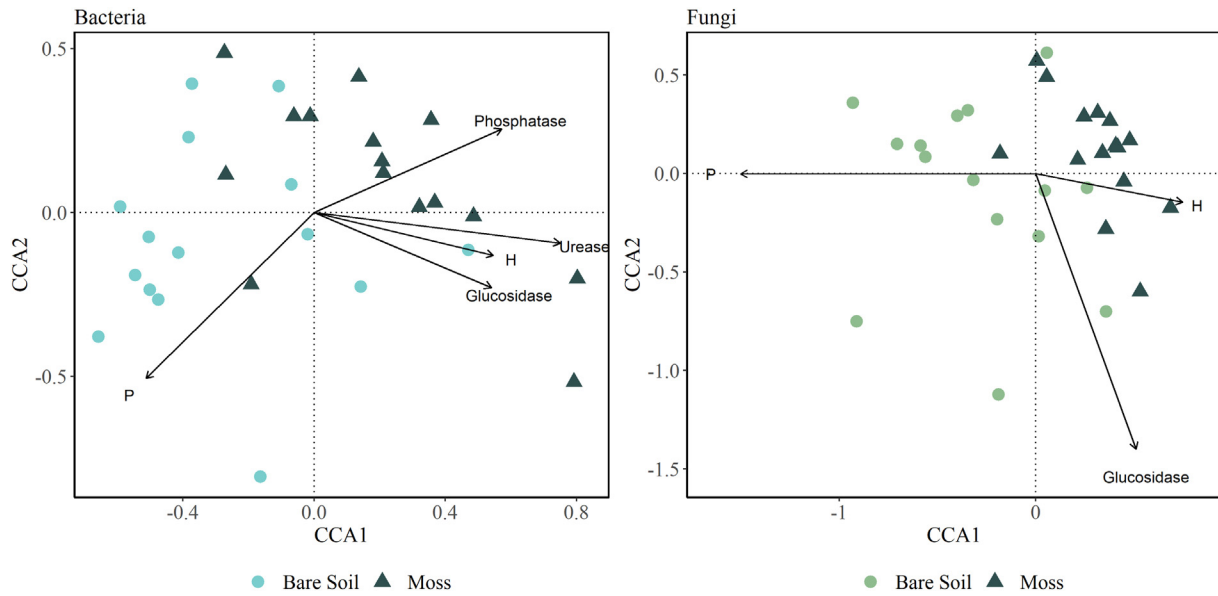 Bacteria
0.5
0.0
-0.5
CCA2
Phosphatase
Urease
H
Glucosidase
P
-0.4
0.0
0.4
0.8
CCA1
Bare Soil
Moss
Fungi
0.5
0.0
-0.5
-1.0
-1.5
CCA2
P
H
Glucosidase
-1
0
CCA1
Bare Soil
Moss